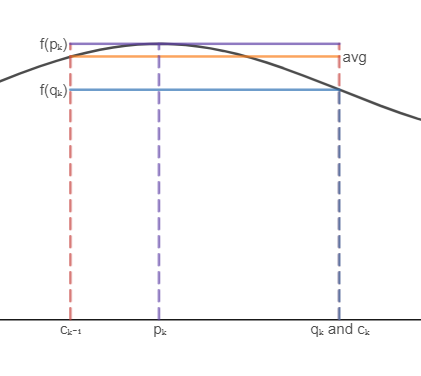 f(pₖ)
avg
f(qₖ)
cₖ₋₁
pₖ
qₖ and cₖ